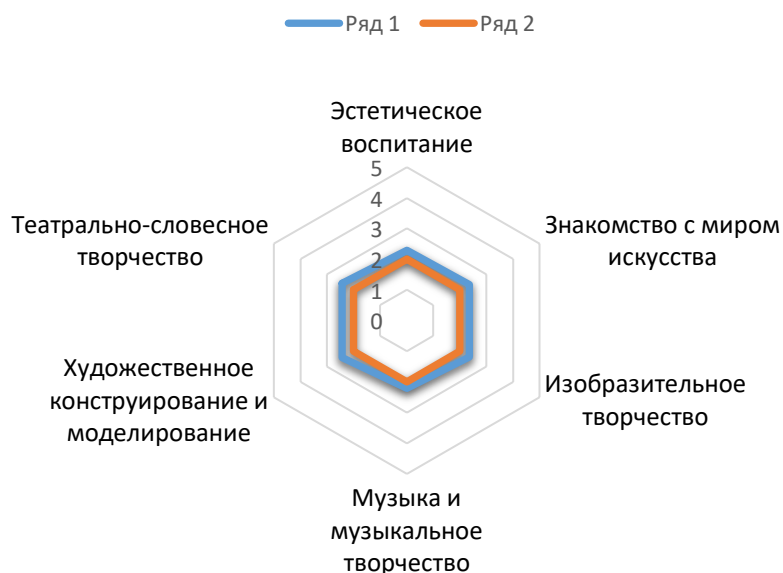 Ряд 1 Ряд 2
Эстетическое
воспитание
5
4
3
2
1
0
Знакомство с миром
искусства
Изобразительное
творчество
Музыка и
музыкальное
творчество
Художественное
конструирование и
моделирование
Театрально-словесное
творчество